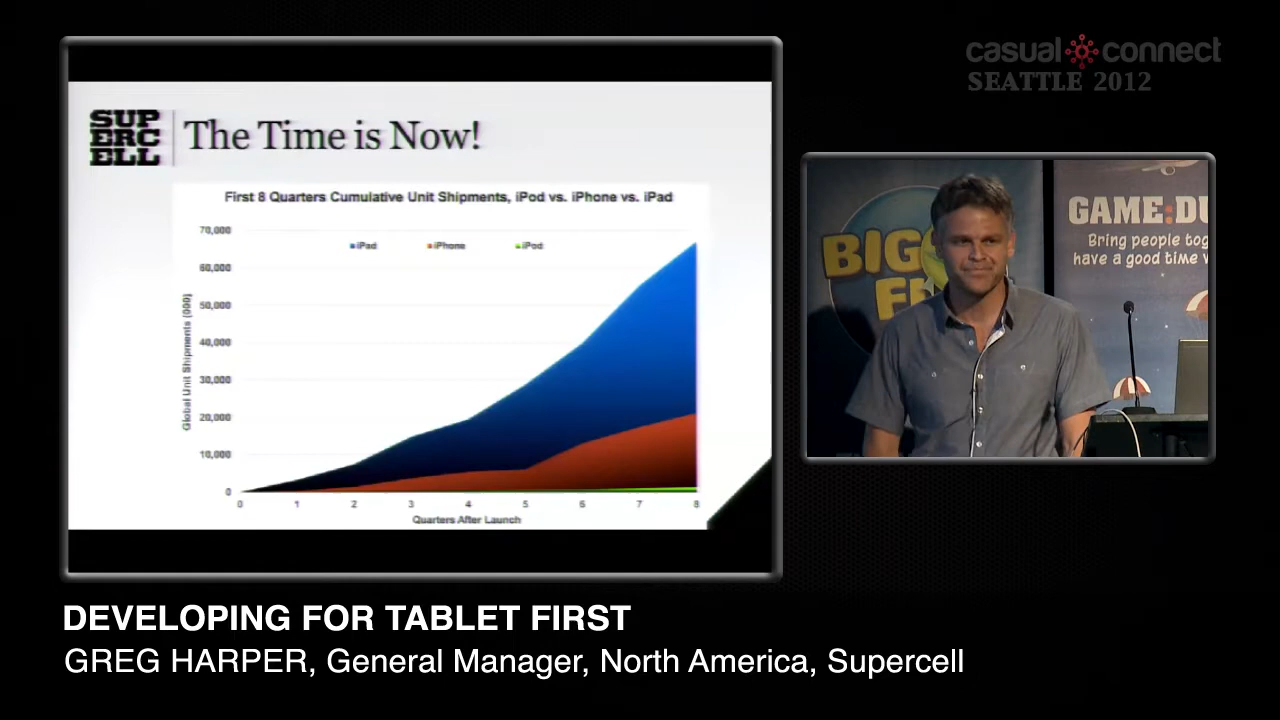 casual connect
SEATTLE 2012
SUP
ERC
ELL
The Time is Now!
First 8 Quarters Cumulative Unit Shipments, iPod vs. iPhone vs. iPad
iPad iPhone iPod
Global Unit Shipments (000)
70,000
60,000
50,000
40,000
30,000
20,000
10,000
0
0 1 2 3 4 5 6 7 8
Quarters After Launch
BIG
GAME:DU
Bring people tog
have a good time
DEVELOPING FOR TABLET FIRST
GREG HARPER, General Manager, North America, Supercell